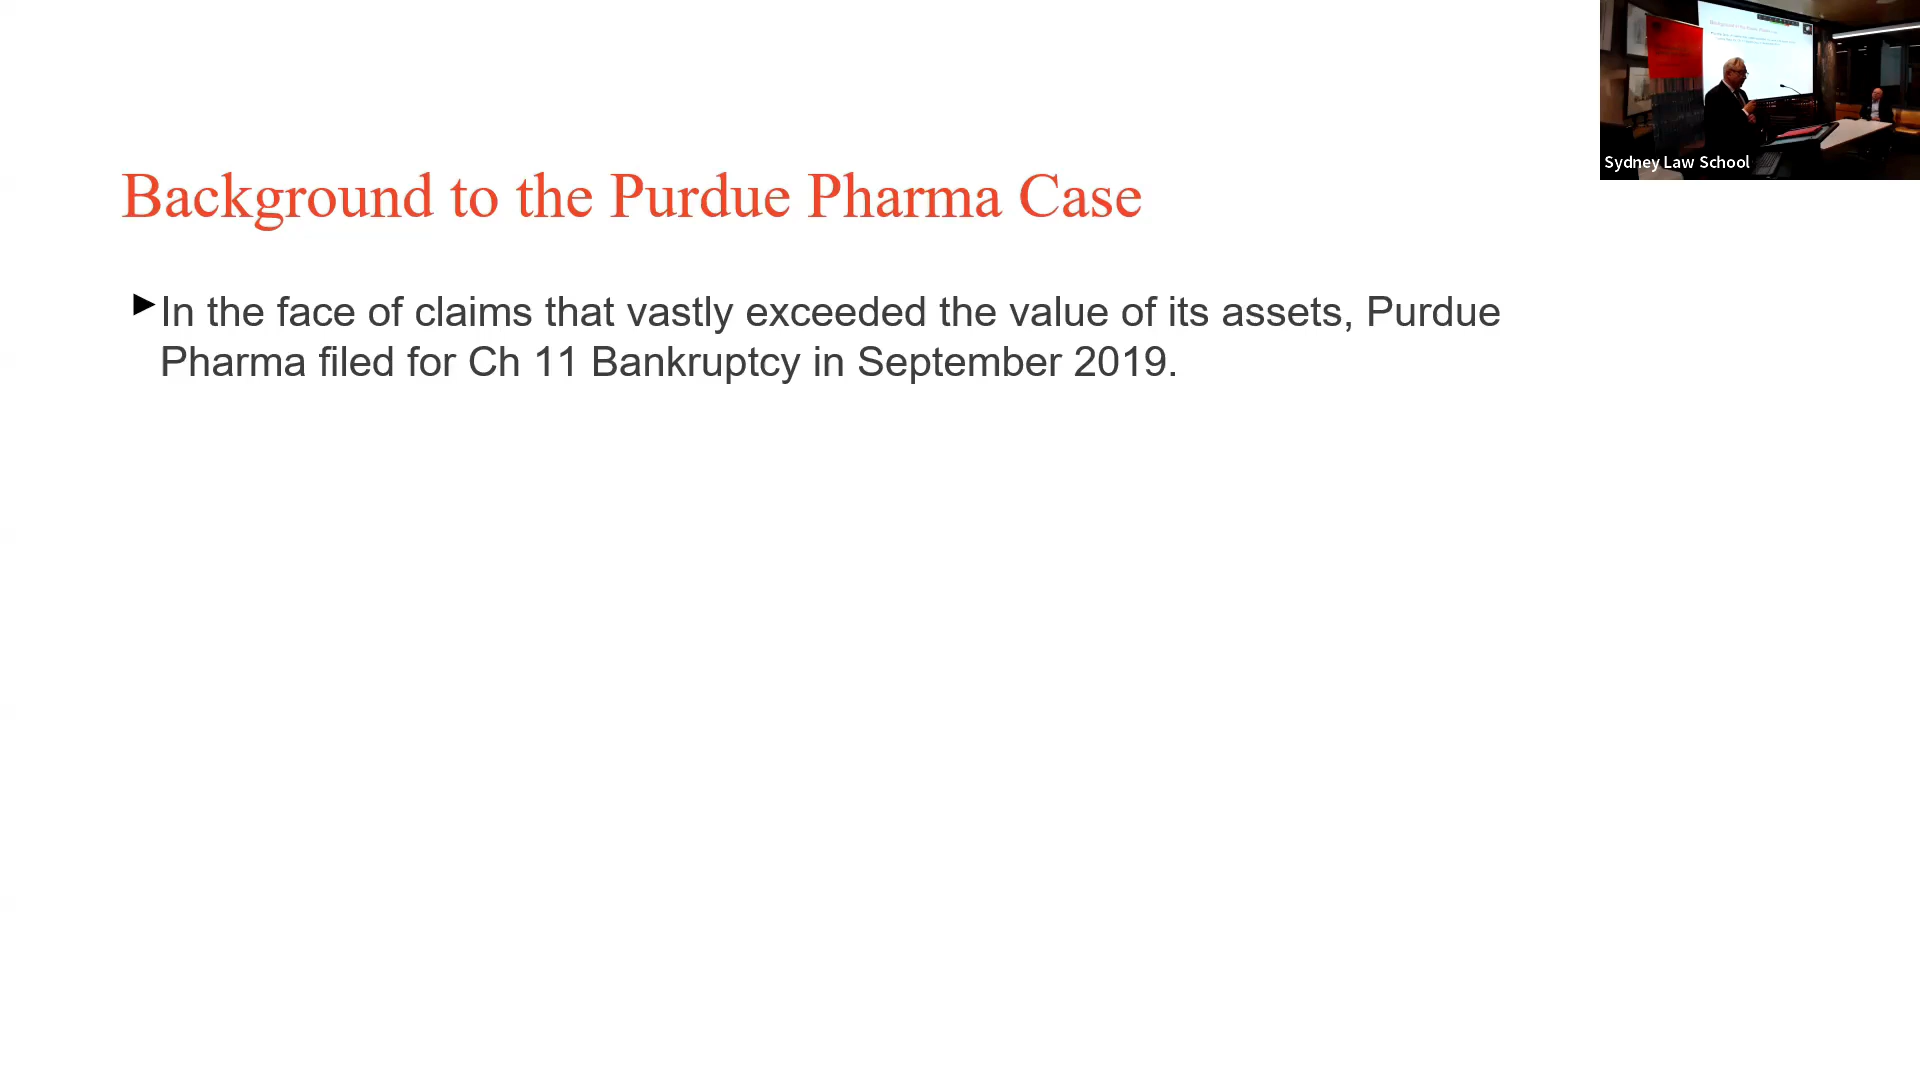 Background to the Purdue Pharma Case
►In the face of claims that vastly exceeded the value of its assets, Purdue
Pharma filed for Ch 11 Bankruptcy in September 2019.
Sydney Law School